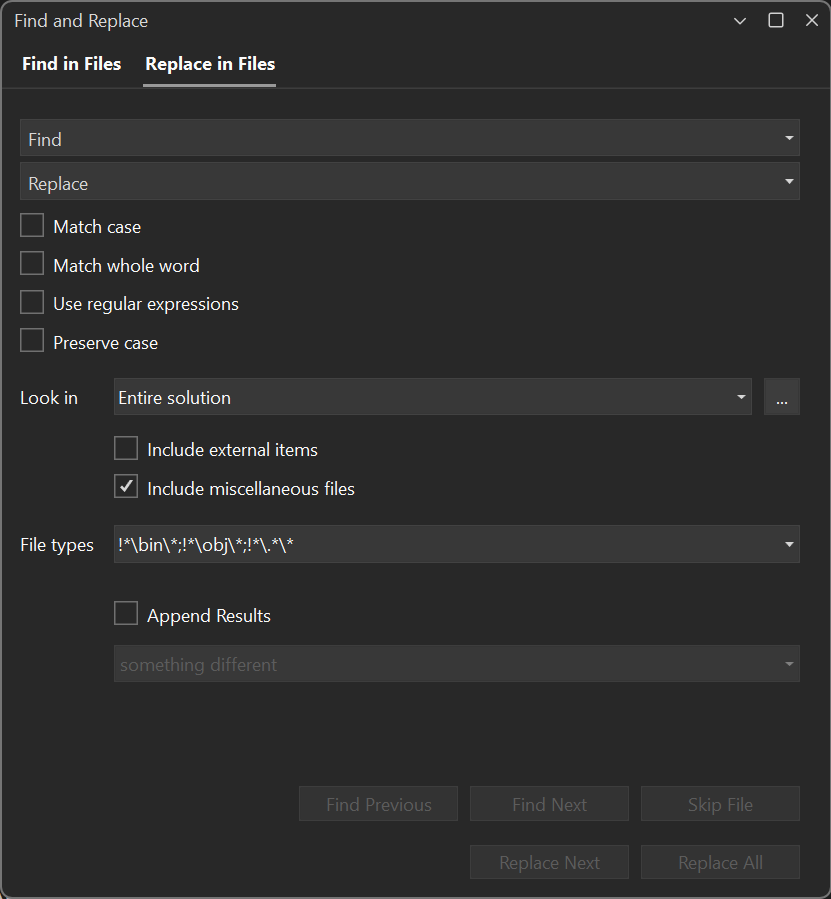 Find and Replace
Find in Files Replace in Files
Find
Replace
Match case
Match whole word
Use regular expressions
Preserve case
Look in Entire solution ...
Include external items
Include miscellaneous files
File types !*\bin\*;!*\obj\*;!*\.*\*
Append Results
something different
Find Previous Find Next Skip File
Replace Next Replace All